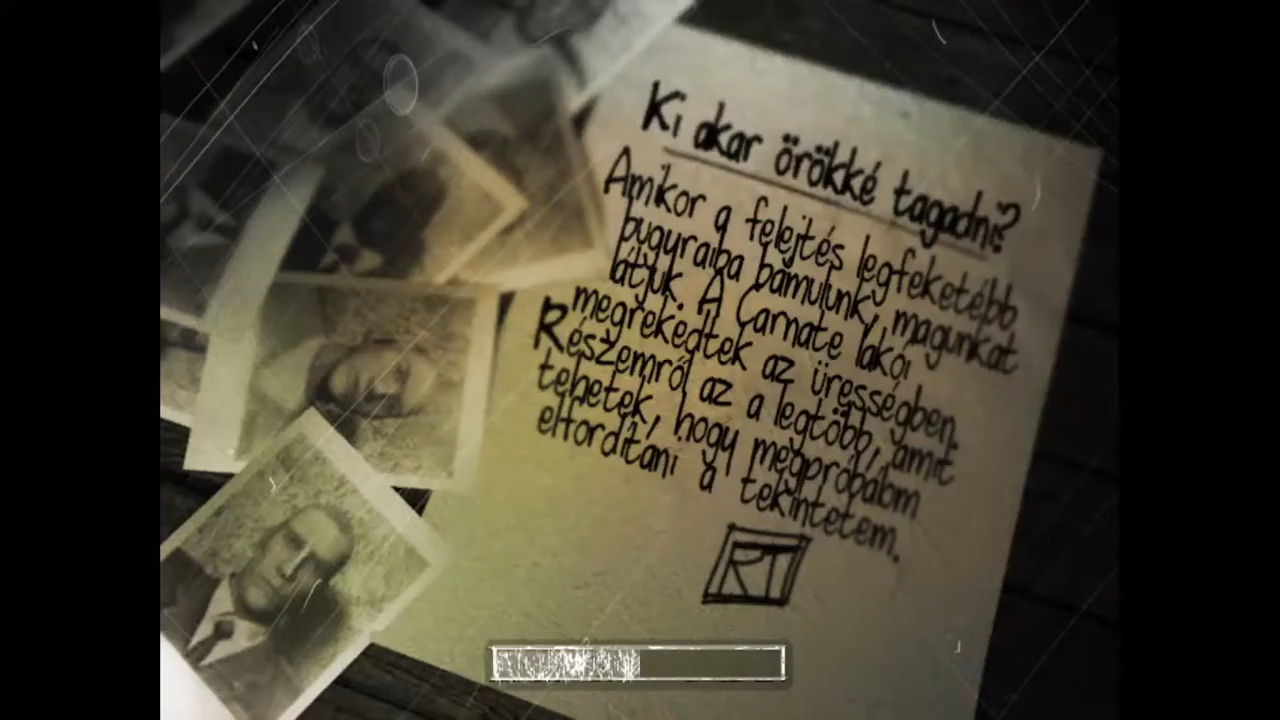 Ki akar örökké tagadni?
Amikor a felejtés legfeketébb
bugyraiba bámulunk, magunkat
látjuk. A Carnate lakói
megrekedtek az ürességben.
Részemről az a legtöbb, amit
tehetek, hogy megpróbálom
elfordítani a tekintetem.
RT